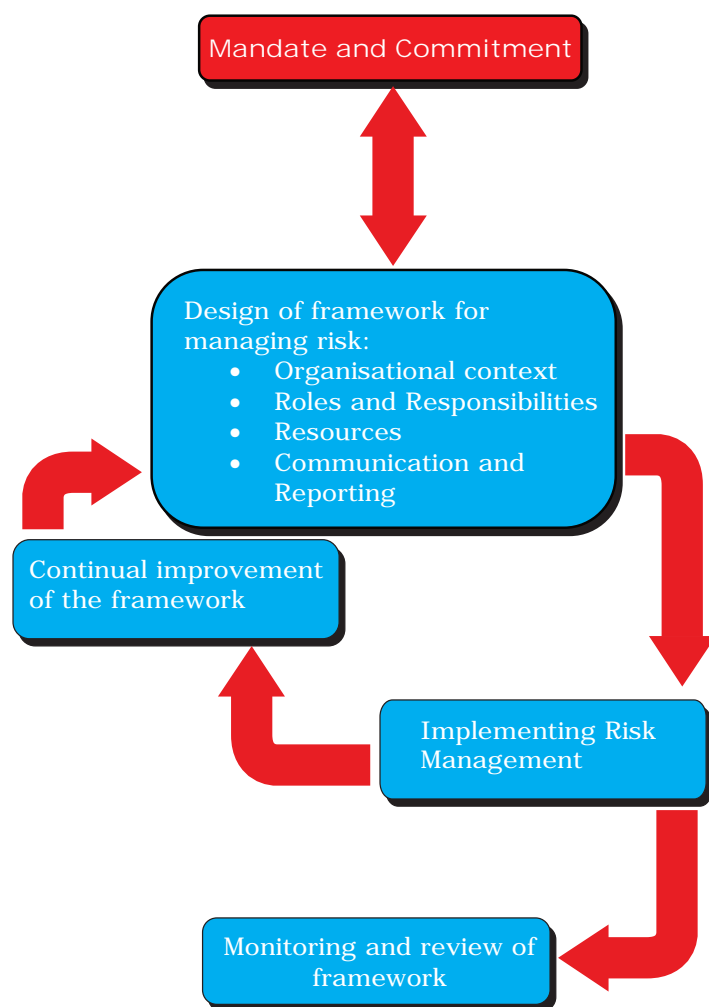 Mandate and Commitment
Design of framework for
managing risk:
• Organisational context
• Roles and Responsibilities
• Resources
• Communication and
Reporting
Continual improvement
of the framework
Implementing Risk
Management
Monitoring and review of
framework